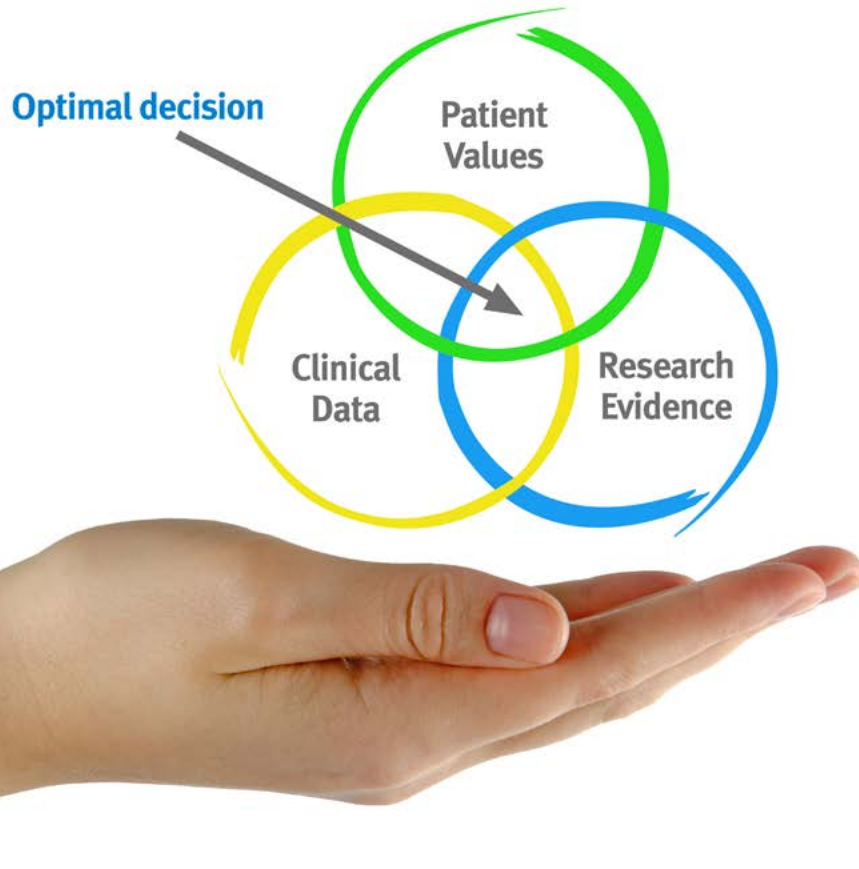 Optimal decision
Patient
Values
Clinical
Data
Research
Evidence